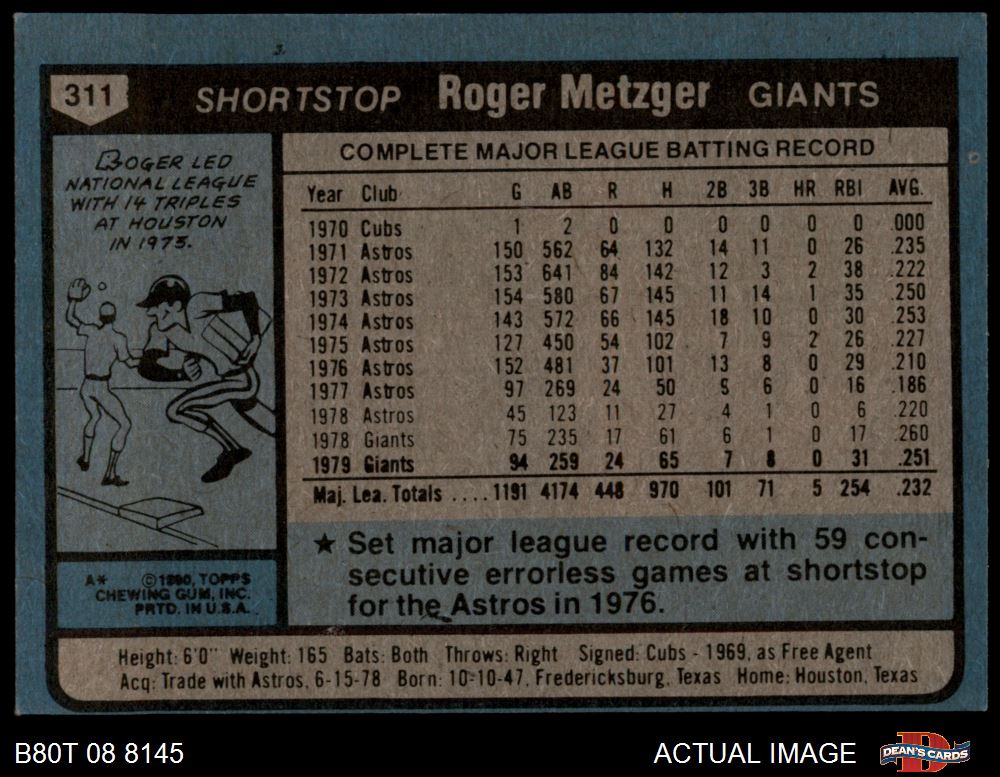 3.
311 SHORTSTOP Roger Metzger GIANTS
ROGER LED
NATIONAL LEAGUE
WITH 14 TRIPLES
AT HOUSTON
IN 1973.
COMPLETE MAJOR LEAGUE BATTING RECORD
Year Club G AB R H 2B 3B HR RBI AVG.
1970 Cubs 1 2 0 0 0 0 0 0 .000
1971 Astros 150 562 64 132 14 11 0 26 .235
1972 Astros 153 641 84 142 12 3 2 38 .222
1973 Astros 154 580 67 145 11 14 1 35 .250
1974 Astros 143 572 66 145 18 10 0 30 .253
1975 Astros 127 450 54 102 7 9 2 26 .227
1976 Astros 152 481 37 101 13 8 0 29 .210
1977 Astros 97 269 24 50 5 6 0 16 .186
1978 Astros 45 123 11 27 4 1 0 6 .220
1978 Giants 75 235 17 61 6 1 0 17 .260
1979 Giants 94 259 24 65 7 8 0 31 .251
Maj. Lea. Totals .... 1191 4174 448 970 101 71 5 254 .232
★ Set major league record with 59 con-
secutive errorless games at shortstop
for the Astros in 1976.
A* ©1980, TOPPS
CHEWING GUM, INC.
PRTD. IN U.S.A.
Height: 6'0" Weight: 165 Bats: Both Throws: Right Signed: Cubs - 1969, as Free Agent
Acq: Trade with Astros, 6-15-78 Born: 10-10-47, Fredericksburg, Texas Home: Houston, Texas
B80T 08 8145 ACTUAL IMAGE DEAN'S CARDS